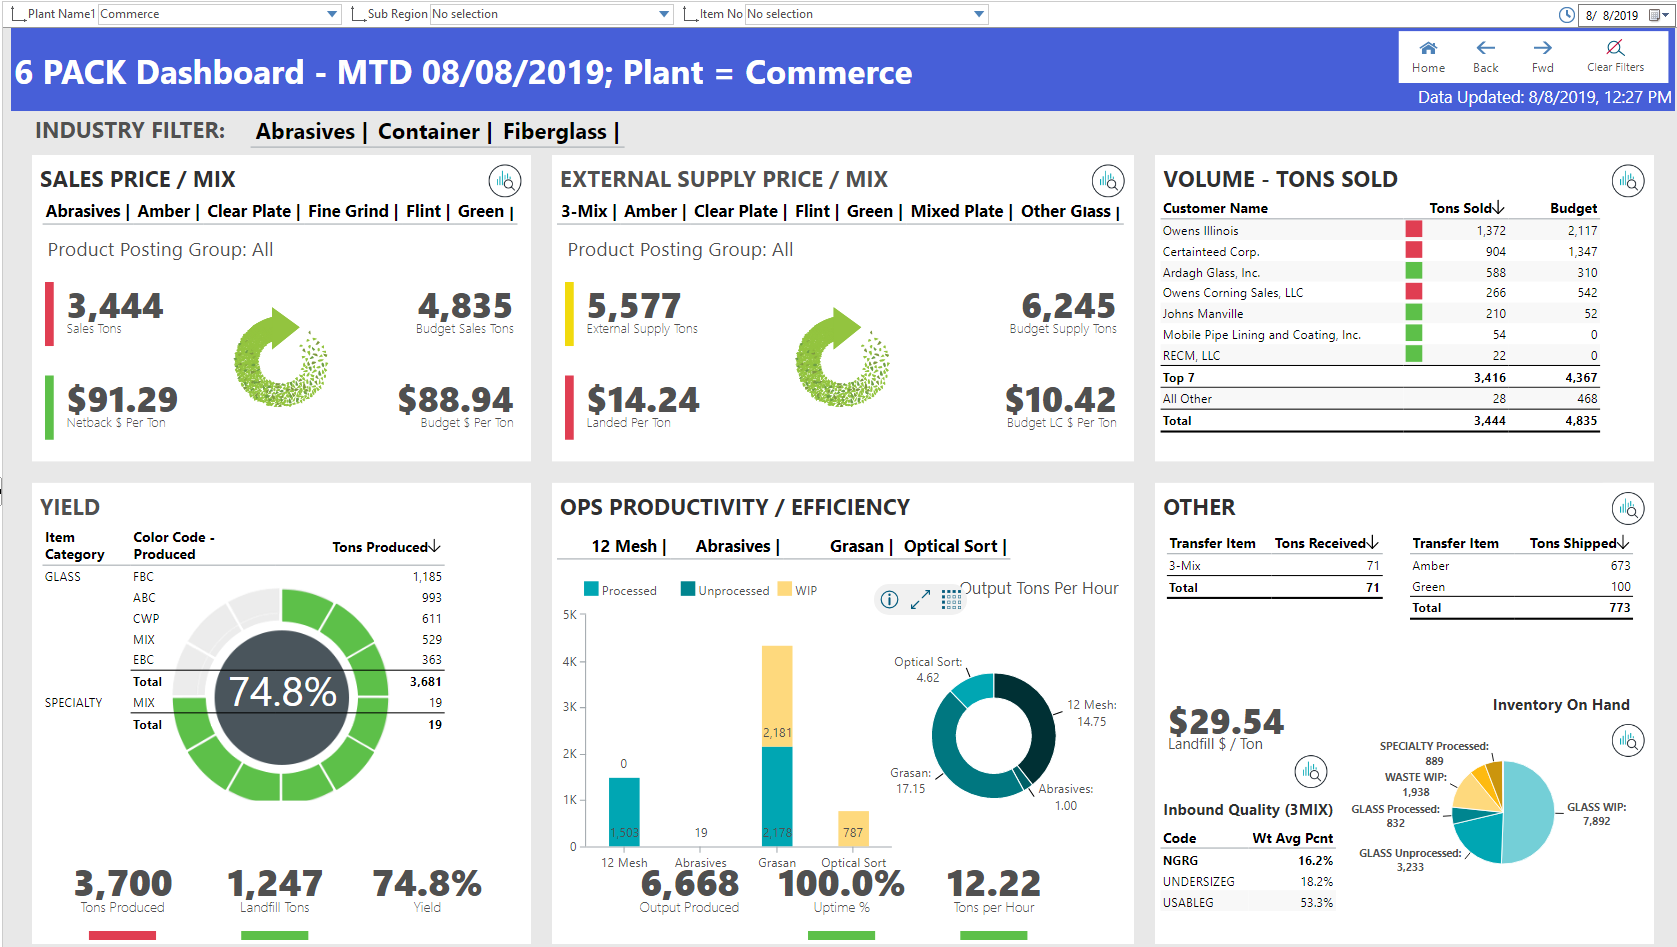 Plant Name1 Commerce Sub Region No selection Item No No selection 8/ 8/2019
6 PACK Dashboard - MTD 08/08/2019; Plant = Commerce
Home Back Fwd Clear Filters
Data Updated: 8/8/2019, 12:27 PM
INDUSTRY FILTER: Abrasives | Container | Fiberglass |
SALES PRICE / MIX
Abrasives | Amber | Clear Plate | Fine Grind | Flint | Green |
Product Posting Group: All
3,444 4,835
Sales Tons Budget Sales Tons
$91.29 $88.94
Netback $ Per Ton Budget $ Per Ton
EXTERNAL SUPPLY PRICE / MIX
3-Mix | Amber | Clear Plate | Flint | Green | Mixed Plate | Other Glass |
Product Posting Group: All
5,577 6,245
External Supply Tons Budget Supply Tons
$14.24 $10.42
Landed Per Ton Budget LC $ Per Ton
VOLUME - TONS SOLD
Customer Name Tons Sold Budget
Owens Illinois 1,372 2,117
Certainteed Corp. 904 1,347
Ardagh Glass, Inc. 588 310
Owens Corning Sales, LLC 266 542
Johns Manville 210 52
Mobile Pipe Lining and Coating, Inc. 54 0
RECM, LLC 22 0
Top 7 3,416 4,367
All Other 28 468
Total 3,444 4,835
YIELD
Item Category Color Code - Produced Tons Produced
GLASS FBC 1,185
ABC 993
CWP 611
MIX 529
EBC 363
Total 3,681
SPECIALTY MIX 19
Total 19
74.8%
3,700 1,247 74.8%
Tons Produced Landfill Tons Yield
OPS PRODUCTIVITY / EFFICIENCY
12 Mesh | Abrasives | Grasan | Optical Sort |
Processed Unprocessed WIP
5K
4K
3K
2K
1K
0
0
1,503
19
2,181
2,178
787
12 Mesh Abrasives Grasan Optical Sort
Output Tons Per Hour
Optical Sort:
4.62
12 Mesh:
14.75
Grasan:
17.15
Abrasives:
1.00
6,668 100.0% 12.22
Output Produced Uptime % Tons per Hour
OTHER
Transfer Item Tons Received
3-Mix 71
Total 71
Transfer Item Tons Shipped
Amber 673
Green 100
Total 773
$29.54
Landfill $ / Ton
Inbound Quality (3MIX)
Code Wt Avg Pcnt
NGRG 16.2%
UNDERSIZEG 18.2%
USABLEG 53.3%
Inventory On Hand
SPECIALTY Processed:
889
WASTE WIP:
1,938
GLASS Processed:
832
GLASS WIP:
7,892
GLASS Unprocessed:
3,233